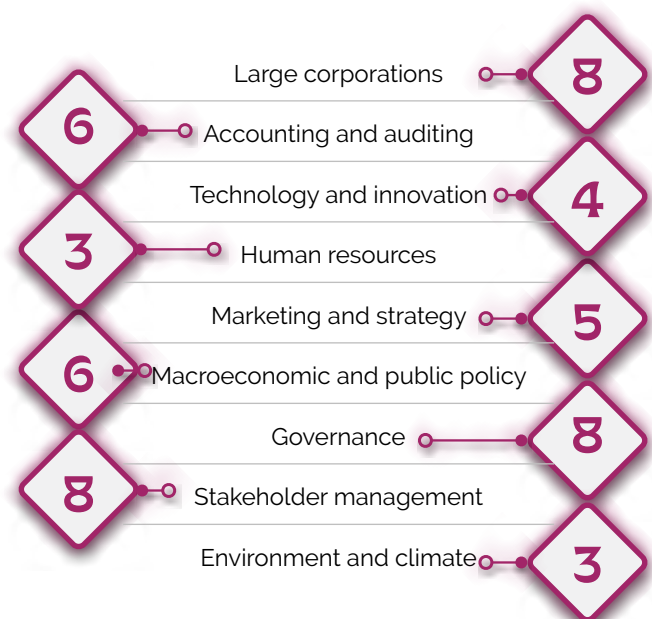 Large corporations 8
6 Accounting and auditing
Technology and innovation 4
3 Human resources
Marketing and strategy 5
6 Macroeconomic and public policy
Governance 8
8 Stakeholder management
Environment and climate 3